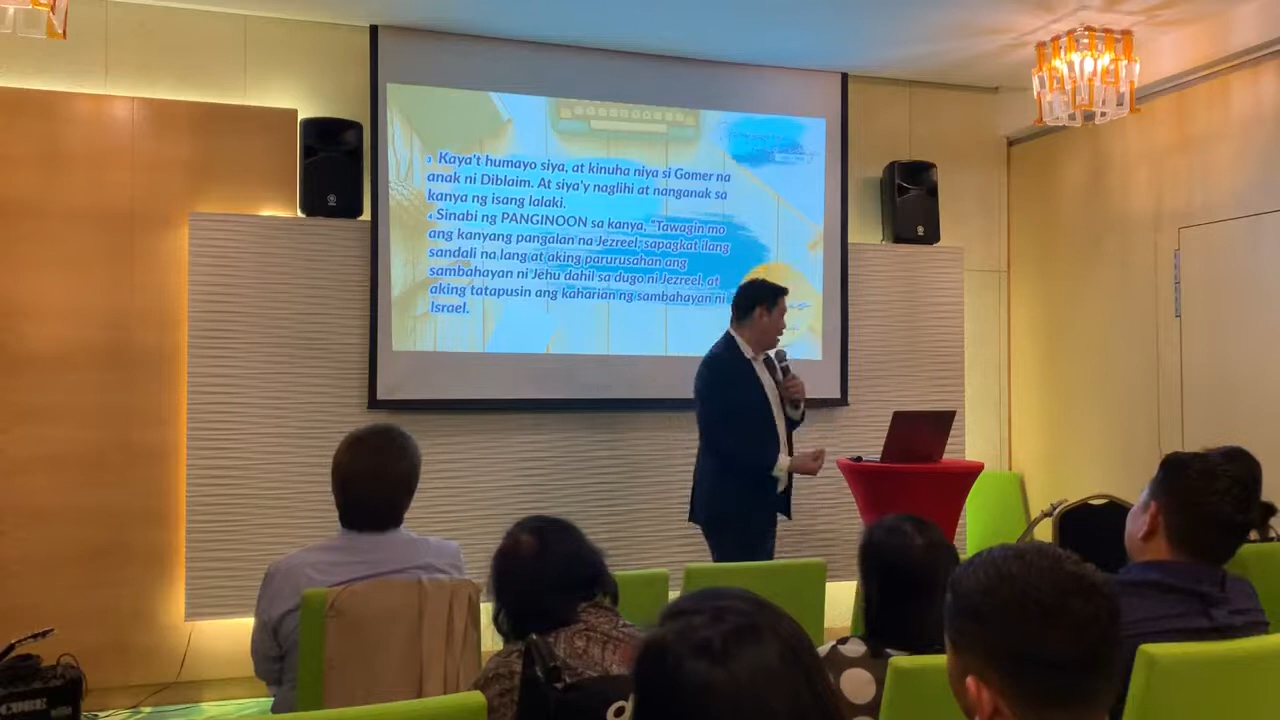 3 Kaya't humayo siya, at kinuha niya si Gomer na
anak ni Diblaim. At siya'y naglihi at nanganak sa
kanya ng isang lalaki.
4 Sinabi ng PANGINOON sa kanya, "Tawagin mo
ang kanyang pangalan na Jezreel, sapagkat ilang
sandali na lang at aking parurusahan ang
sambahayan ni Jehu dahil sa dugo ni Jezreel, at
aking tatapusin ang kaharian ng sambahayan ni
Israel.
CUBE